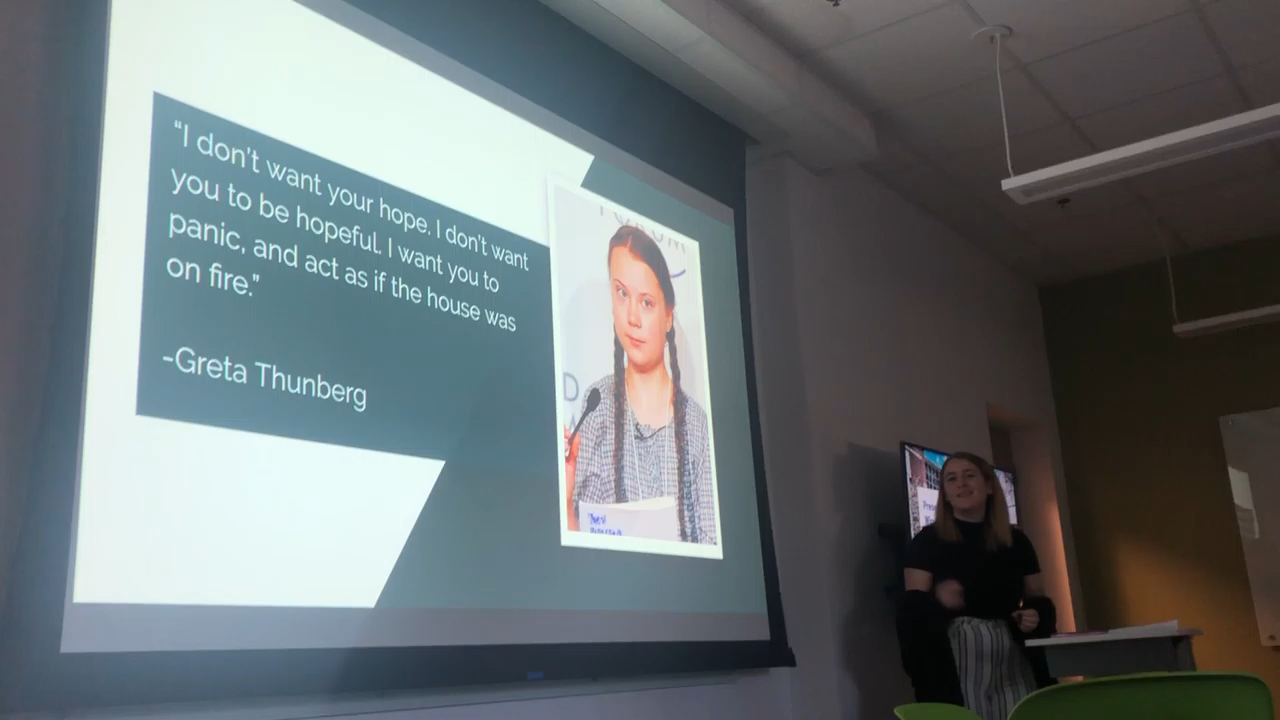 “I don’t want your hope. I don’t want
you to be hopeful. I want you to
panic, and act as if the house was
on fire.”
-Greta Thunberg